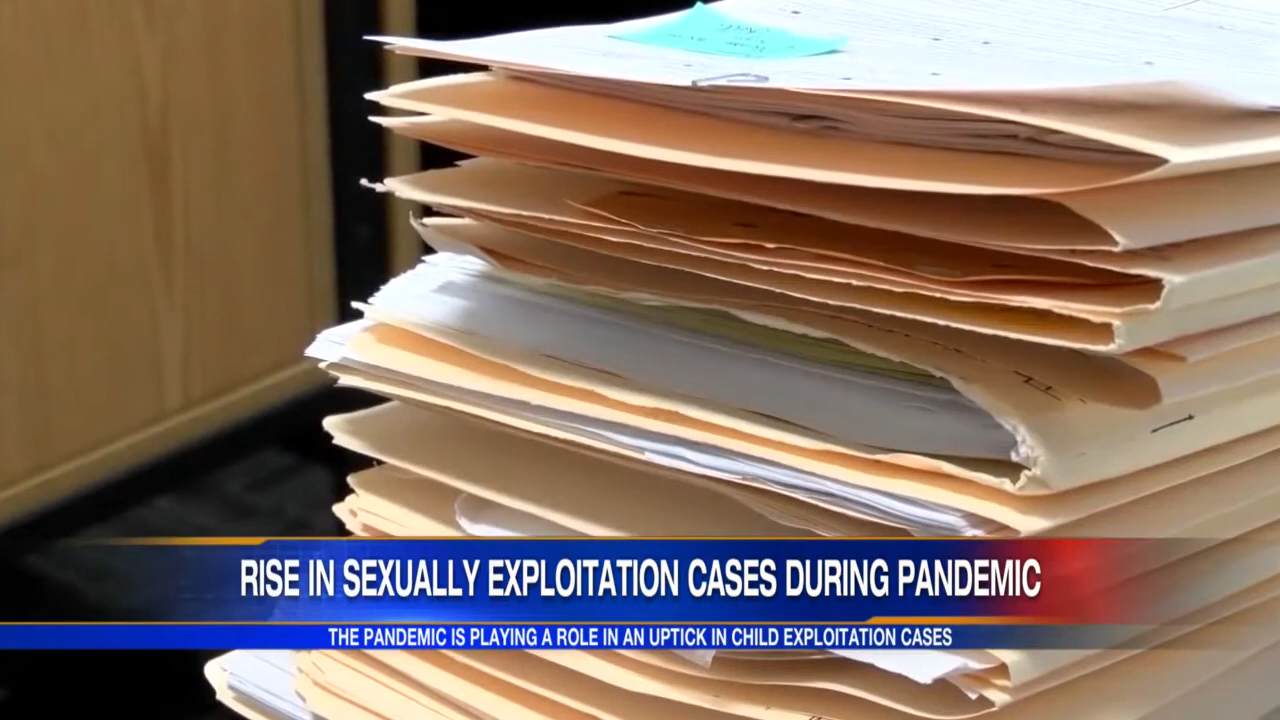 RISE IN SEXUALLY EXPLOITATION CASES DURING PANDEMIC
THE PANDEMIC IS PLAYING A ROLE IN AN UPTICK IN CHILD EXPLOITATION CASES